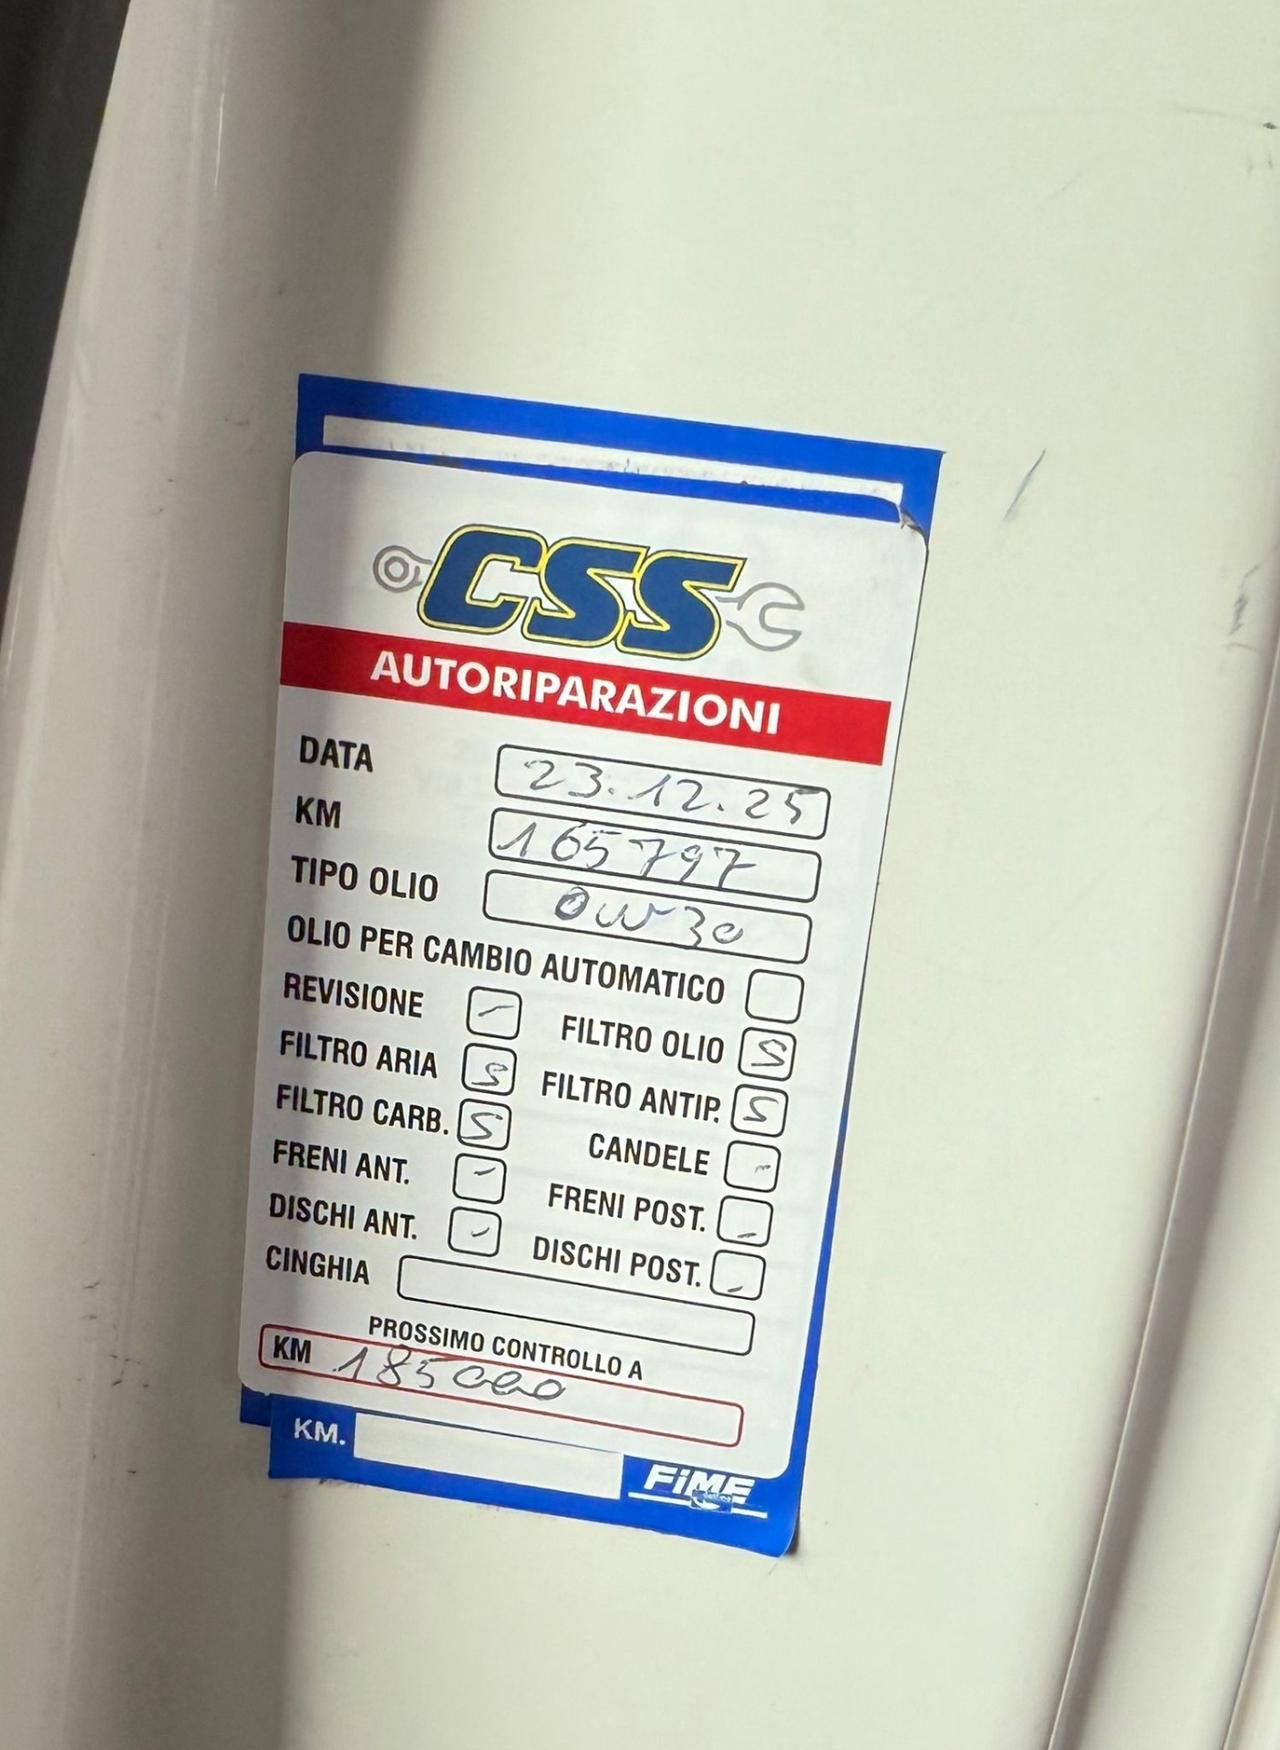 CSS
AUTORIPARAZIONI
DATA 23.12.25
KM 165797
TIPO OLIO 0W30
OLIO PER CAMBIO AUTOMATICO
REVISIONE - FILTRO OLIO S
FILTRO ARIA S FILTRO ANTIP. S
FILTRO CARB. S CANDELE -
FRENI ANT. - FRENI POST. -
DISCHI ANT. - DISCHI POST. -
CINGHIA
PROSSIMO CONTROLLO A
KM 185000
KM. FiME